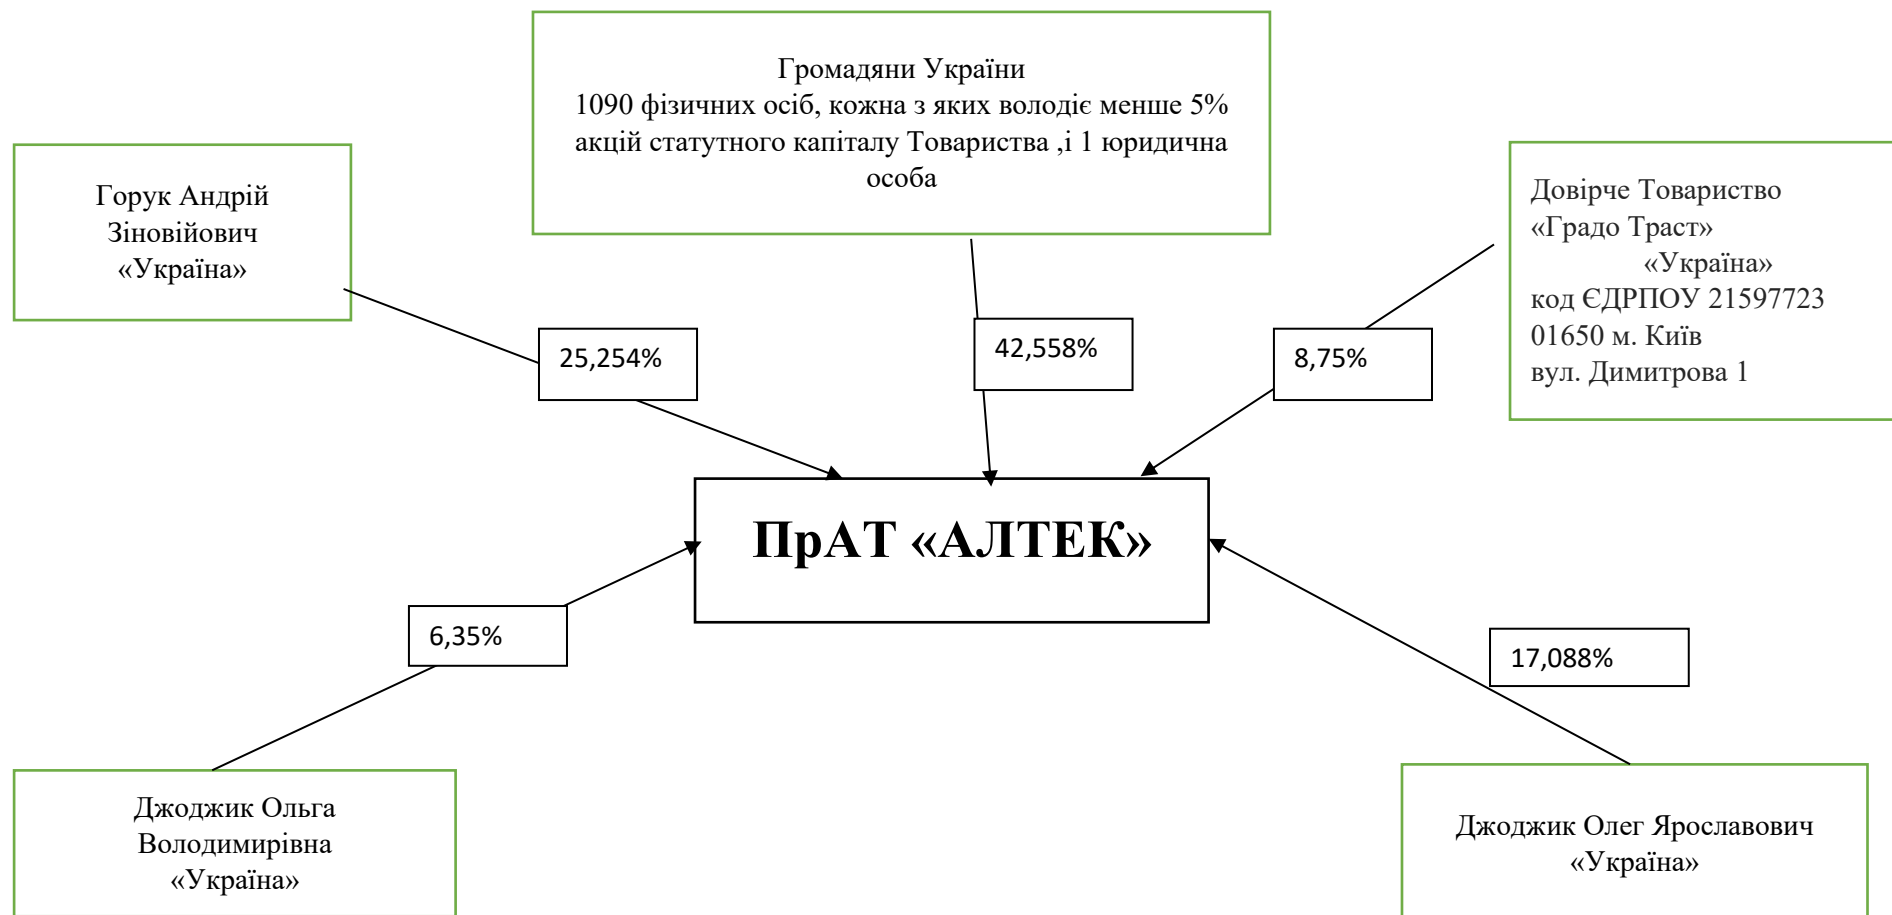 Громадяни України
1090 фізичних осіб, кожна з яких володіє менше 5%
акцій статутного капіталу Товариства ,і 1 юридична
особа
Горук Андрій
Зіновійович
«Україна»
Довірче Товариство
«Градо Траст»
«Україна»
код ЄДРПОУ 21597723
01650 м. Київ
вул. Димитрова 1
25,254%
42,558%
8,75%
ПрАТ «АЛТЕК»
6,35%
17,088%
Джоджик Ольга
Володимирівна
«Україна»
Джоджик Олег Ярославович
«Україна»